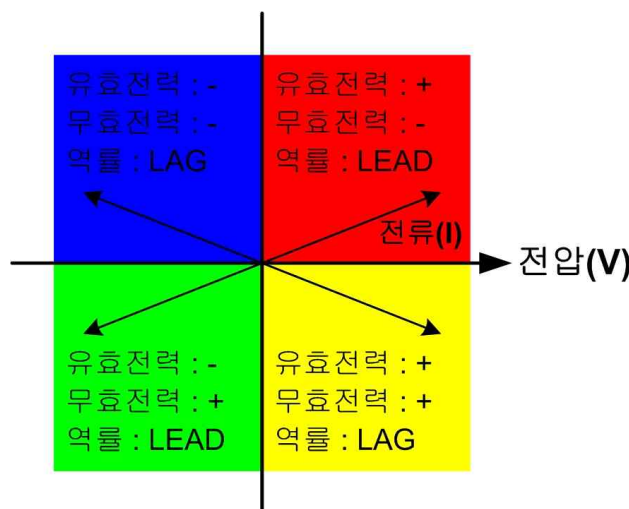 유효전력 : -
무효전력 : -
역률 : LAG
유효전력 : +
무효전력 : -
역률 : LEAD
전류(I)
전압(V)
유효전력 : -
무효전력 : +
역률 : LEAD
유효전력 : +
무효전력 : +
역률 : LAG